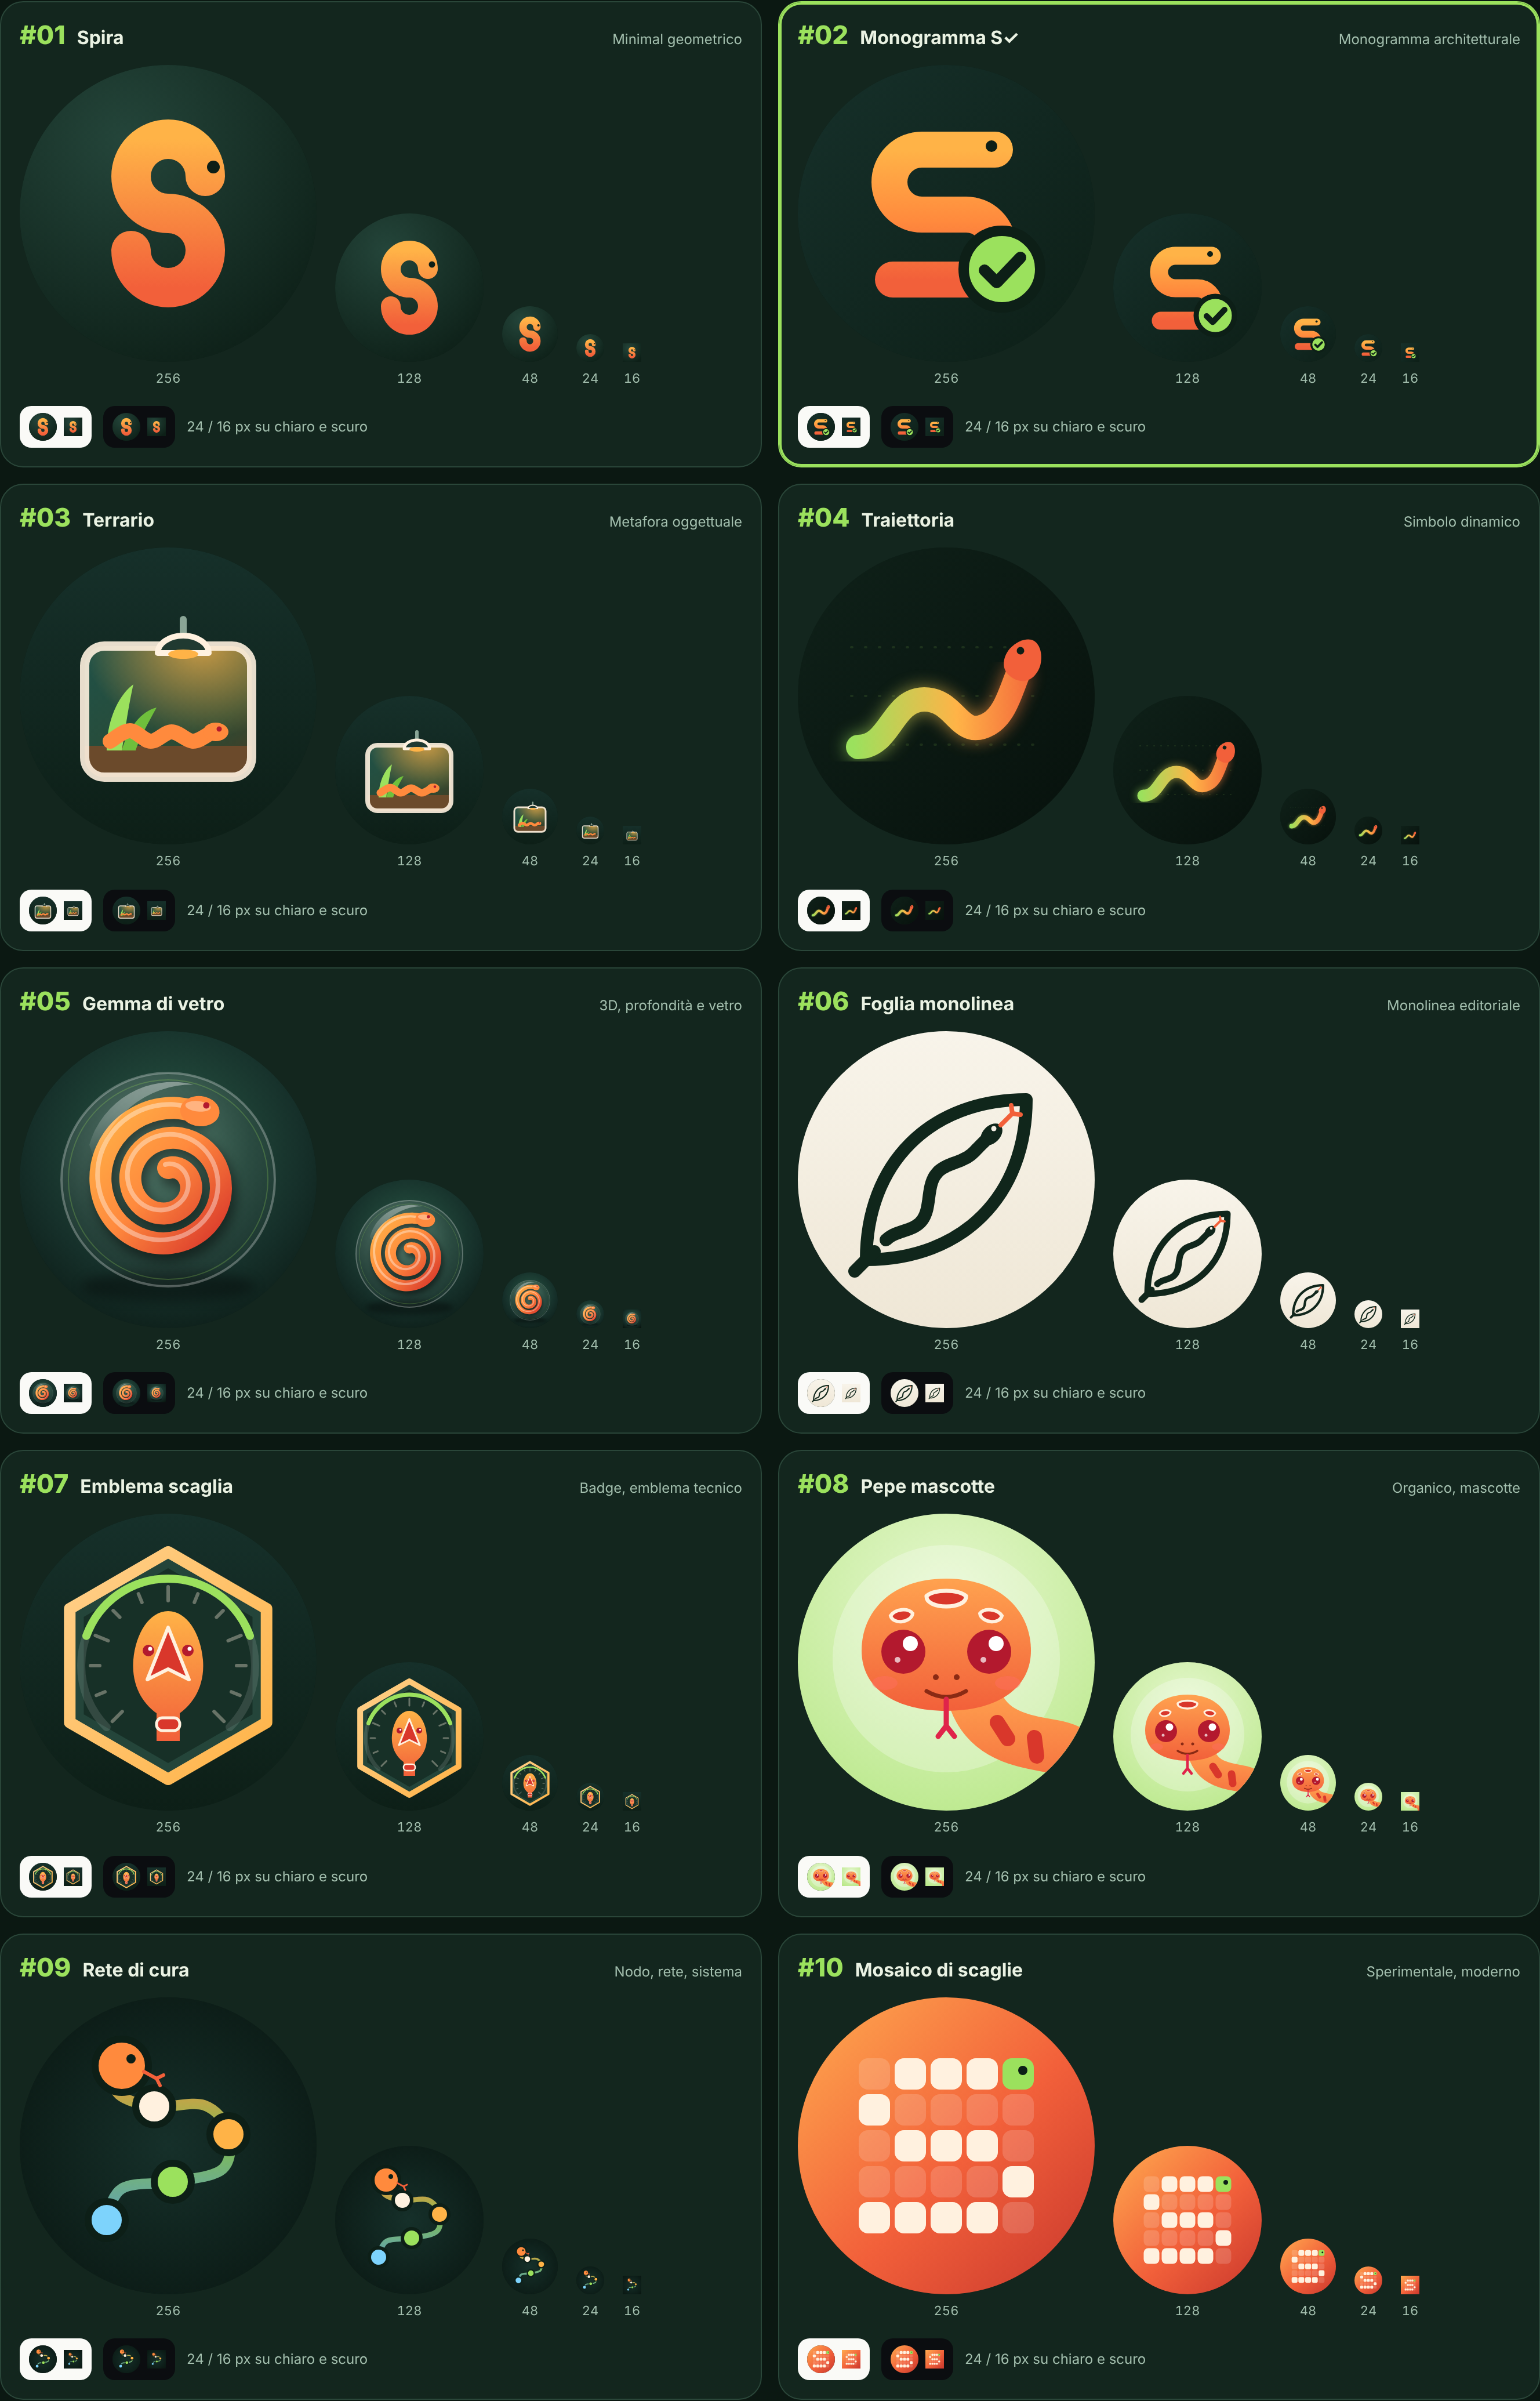 #01 Spira Minimal geometrico
256 128 48 24 16
24 / 16 px su chiaro e scuro
#02 Monogramma S✓ Monogramma architetturale
256 128 48 24 16
24 / 16 px su chiaro e scuro
#03 Terrario Metafora oggettuale
256 128 48 24 16
24 / 16 px su chiaro e scuro
#04 Traiettoria Simbolo dinamico
256 128 48 24 16
24 / 16 px su chiaro e scuro
#05 Gemma di vetro 3D, profondità e vetro
256 128 48 24 16
24 / 16 px su chiaro e scuro
#06 Foglia monolinea Monolinea editoriale
256 128 48 24 16
24 / 16 px su chiaro e scuro
#07 Emblema scaglia Badge, emblema tecnico
256 128 48 24 16
24 / 16 px su chiaro e scuro
#08 Pepe mascotte Organico, mascotte
256 128 48 24 16
24 / 16 px su chiaro e scuro
#09 Rete di cura Nodo, rete, sistema
256 128 48 24 16
24 / 16 px su chiaro e scuro
#10 Mosaico di scaglie Sperimentale, moderno
256 128 48 24 16
24 / 16 px su chiaro e scuro